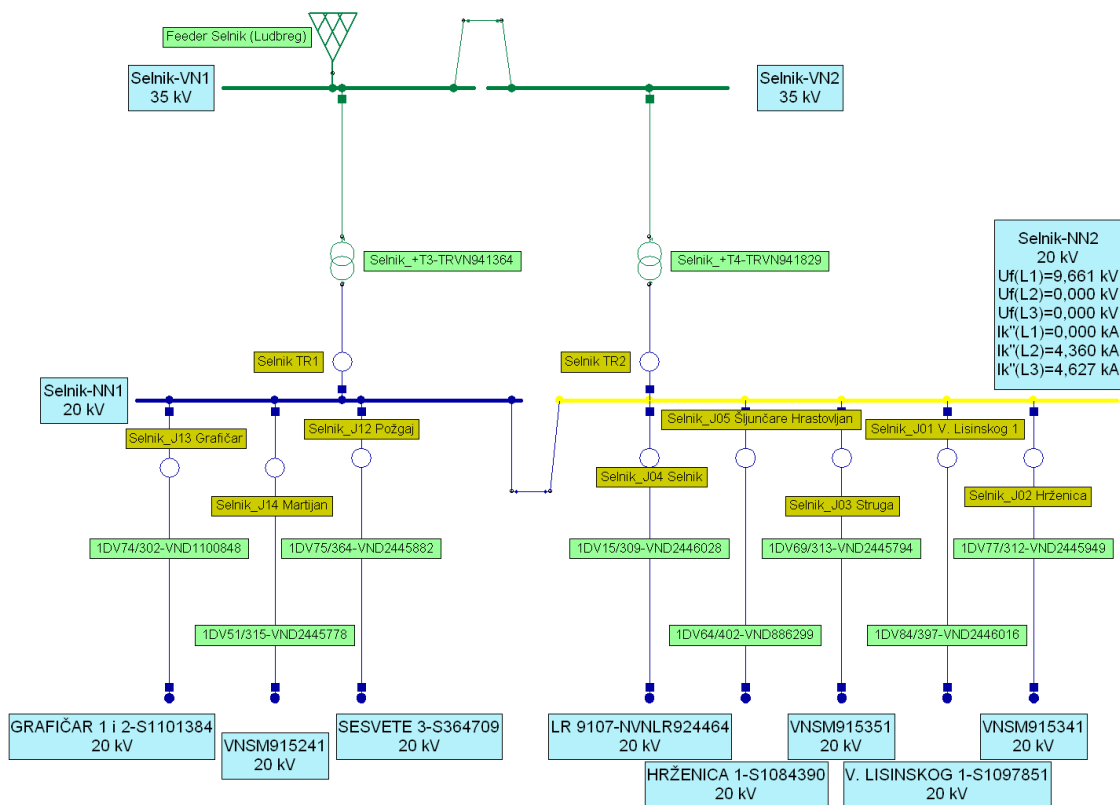 Feeder Selnik (Ludbreg)
Selnik-VN1
35 kV
Selnik-VN2
35 kV
Selnik_+T3-TRVN941364
Selnik_+T4-TRVN941829
Selnik-NN2
20 kV
Uf(L1)=9,661 kV
Uf(L2)=0,000 kV
Uf(L3)=0,000 kV
Ik"(L1)=0,000 kA
Ik"(L2)=4,360 kA
Ik"(L3)=4,627 kA
Selnik TR1
Selnik TR2
Selnik-NN1
20 kV
Selnik_J13 Grafičar
Selnik_J12 Požgaj
Selnik_J14 Martijan
Selnik_J05 Šljunčare Hrastovljan
Selnik_J01 V. Lisinskog 1
Selnik_J04 Selnik
Selnik_J03 Struga
Selnik_J02 Hrženica
1DV74/302-VND1100848
1DV75/364-VND2445882
1DV15/309-VND2446028
1DV69/313-VND2445794
1DV77/312-VND2445949
1DV51/315-VND2445778
1DV64/402-VND886299
1DV84/397-VND2446016
GRAFIČAR 1 i 2-S1101384
20 kV
VNSM915241
20 kV
SESVETE 3-S364709
20 kV
LR 9107-NVNLR924464
20 kV
HRŽENICA 1-S1084390
20 kV
VNSM915351
20 kV
V. LISINSKOG 1-S1097851
20 kV
VNSM915341
20 kV